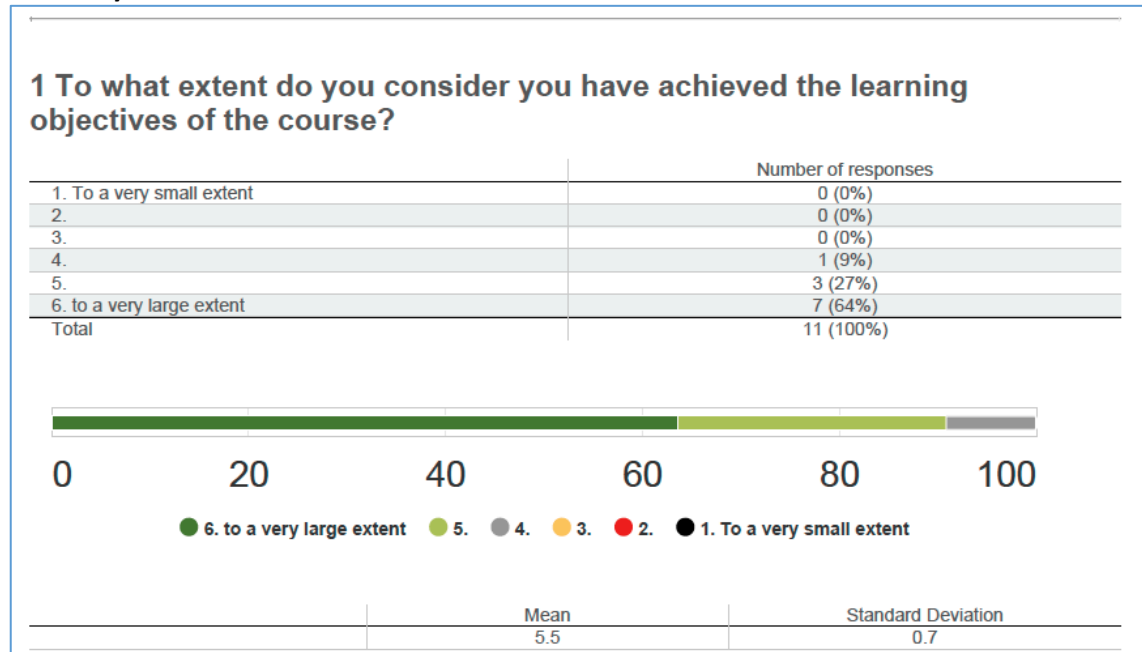 1 To what extent do you consider you have achieved the learning
objectives of the course?
Number of responses
1. To a very small extent 0 (0%)
2. 0 (0%)
3. 0 (0%)
4. 1 (9%)
5. 3 (27%)
6. to a very large extent 7 (64%)
Total 11 (100%)
0 20 40 60 80 100
6. to a very large extent 5. 4. 3. 2. 1. To a very small extent
Mean Standard Deviation
5.5 0.7